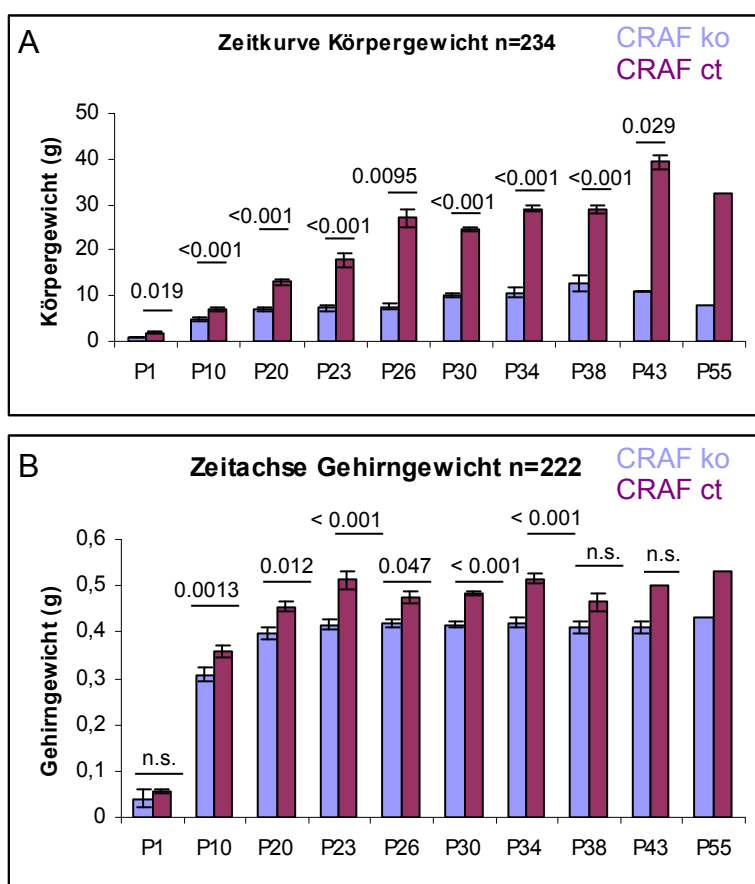 A
Zeitkurve Körpergewicht n=234
CRAF ko
CRAF ct
Körpergewicht (g)
50
40
30
20
10
0
0.019
<0.001
<0.001
<0.001
0.0095
<0.001
<0.001
<0.001
0.029
P1 P10 P20 P23 P26 P30 P34 P38 P43 P55
B
Zeitachse Gehirngewicht n=222
CRAF ko
CRAF ct
Gehirngewicht (g)
0,6
0,5
0,4
0,3
0,2
0,1
0
n.s.
0.0013
0.012
< 0.001
0.047
< 0.001
< 0.001
n.s.
n.s.
P1 P10 P20 P23 P26 P30 P34 P38 P43 P55